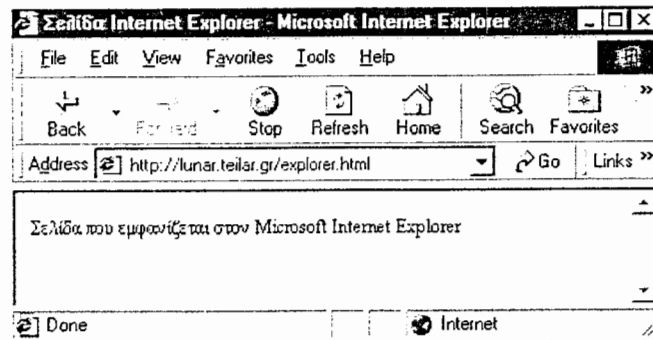 Σελίδα Internet Explorer - Microsoft Internet Explorer
File Edit View Favorites Tools Help
Back Forward Stop Refresh Home Search Favorites »
Address http://lunar.teilar.gr/explorer.html Go Links »
Σελίδα που εμφανίζεται στον Microsoft Internet Explorer
Done Internet